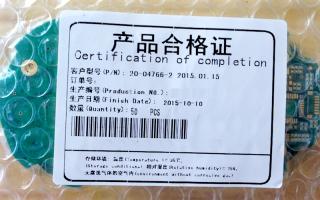 产品合格证
Certification of completion
客户型号(P/N): 20-04766-2 2015.01.15
订单号:
生产编号(Production NO.):
生产日期(Finish Date): 2015-10-10
数量(Quantity): 50 PCS